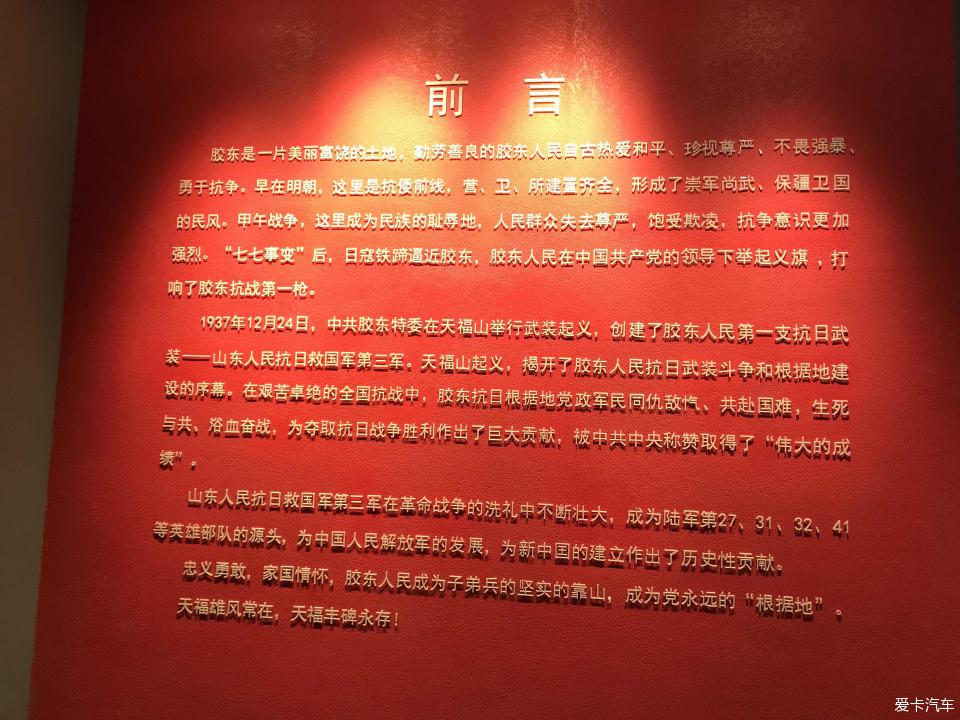 前 言
胶东是一片美丽富饶的土地，勤劳善良的胶东人民自古热爱和平、珍视尊严、不畏强暴、
勇于抗争。早在明朝，这里是抗倭前线，营、卫、所建置齐全，形成了崇军尚武、保疆卫国
的民风。甲午战争，这里成为民族的耻辱地，人民群众失去尊严，饱受欺凌，抗争意识更加
强烈。“七七事变”后，日寇铁蹄逼近胶东，胶东人民在中国共产党的领导下举起义旗，打
响了胶东抗战第一枪。
1937年12月24日，中共胶东特委在天福山举行武装起义，创建了胶东人民第一支抗日武
装——山东人民抗日救国军第三军。天福山起义，揭开了胶东人民抗日武装斗争和根据地建
设的序幕。在艰苦卓绝的全国抗战中，胶东抗日根据地党政军民同仇敌忾、共赴国难，生死
与共、浴血奋战，为夺取抗日战争胜利作出了巨大贡献，被中共中央称赞取得了“伟大的成
绩”。
山东人民抗日救国军第三军在革命战争的洗礼中不断壮大，成为陆军第27、31、32、41
等英雄部队的源头，为中国人民解放军的发展，为新中国的建立作出了历史性贡献。
忠义勇敢，家国情怀，胶东人民成为子弟兵的坚实的靠山，成为党永远的“根据地”。
天福雄风常在，天福丰碑永存！
爱卡汽车